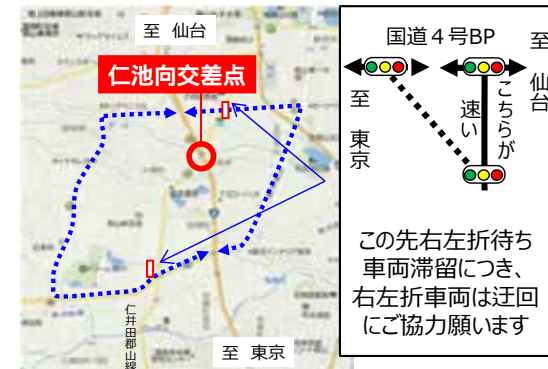 至 仙台
仁池向交差点
仁井田郡山線
至 東京
国道４号BP
至 仙台
至 東京
こちらが
速い
この先右左折待ち
車両滞留につき、
右左折車両は迂回
にご協力願います